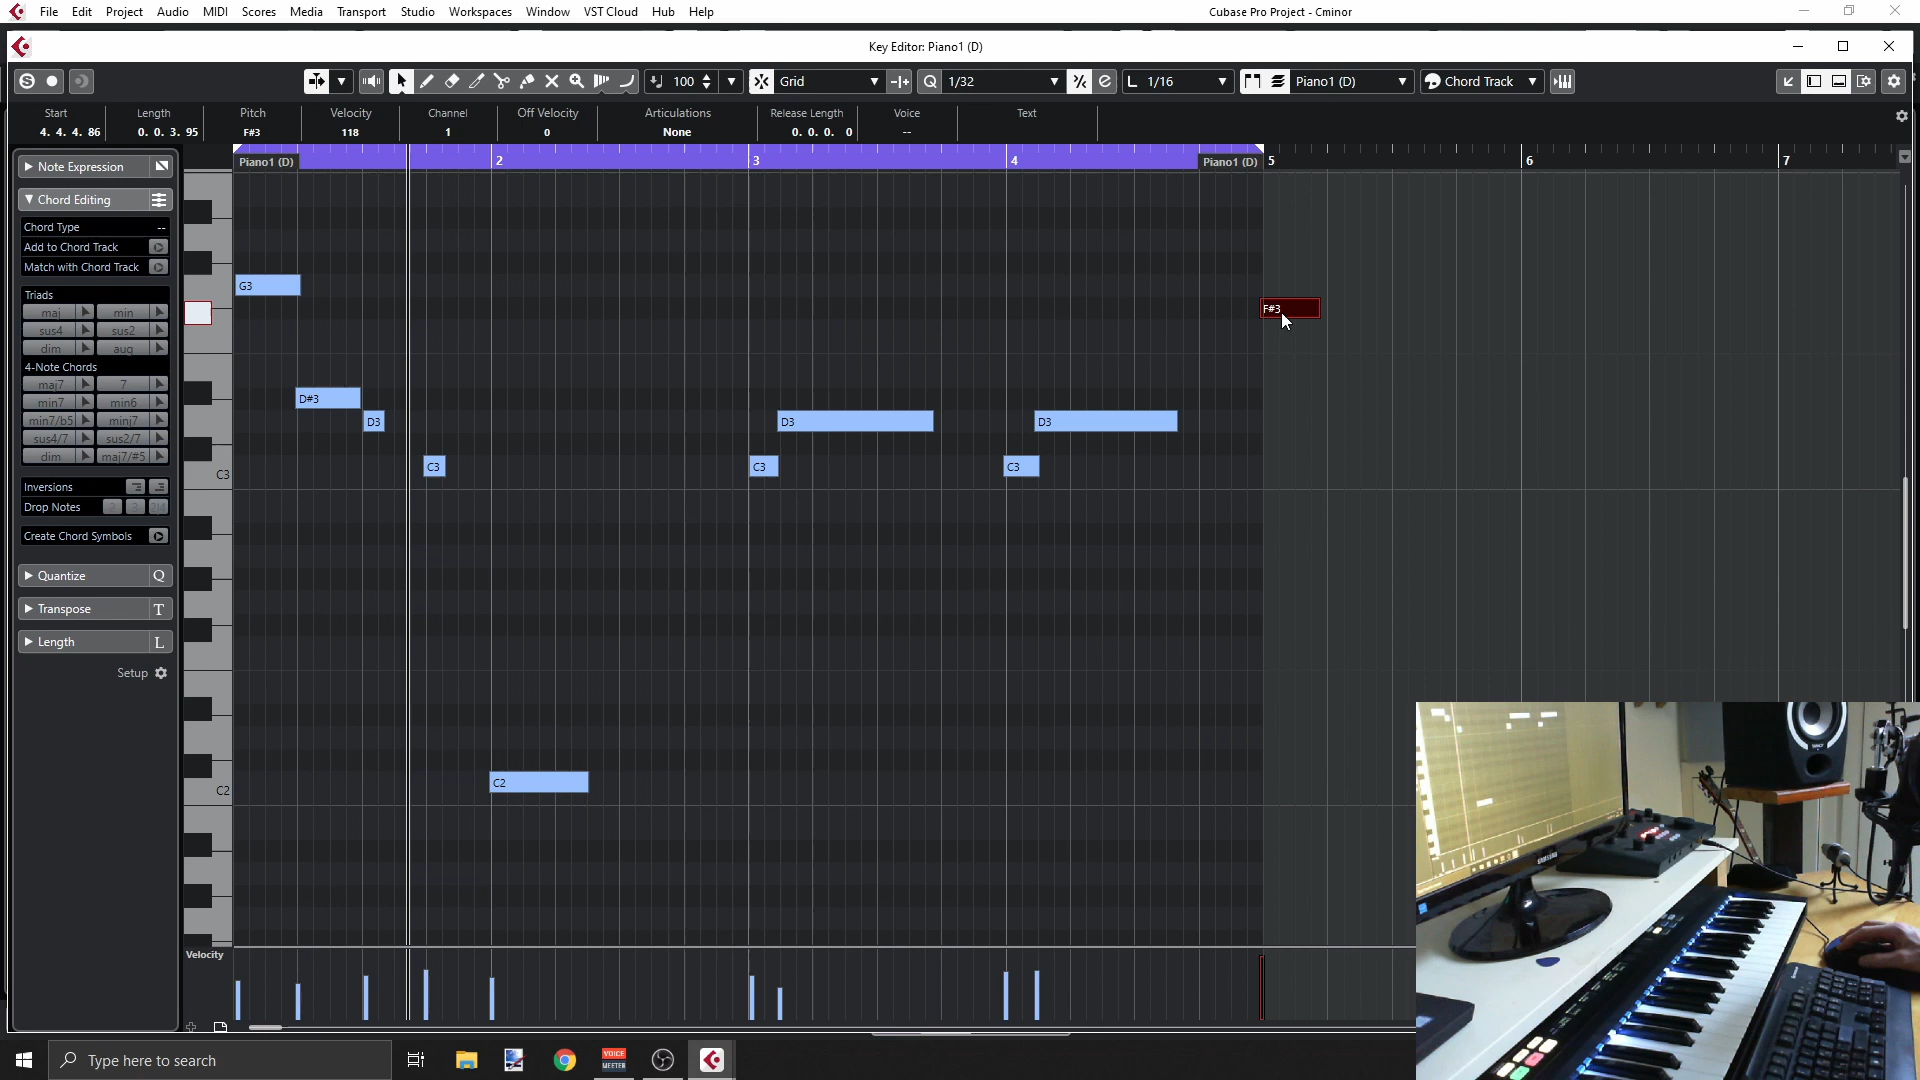 File Edit Project Audio MIDI Scores Media Transport Studio Workspaces Window VST Cloud Hub Help
Cubase Pro Project - Cminor
Key Editor: Piano1 (D)
100 Grid 1/32 L 1/16 Piano1 (D) Chord Track
Start Length Pitch Velocity Channel Off Velocity Articulations Release Length Voice Text
4. 4. 4. 86 0. 0. 3. 95 F#3 118 1 0 None 0. 0. 0. 0 --
Piano1 (D) 2 3 4 Piano1 (D) 5 6 7
Note Expression
Chord Editing
Chord Type --
Add to Chord Track
Match with Chord Track
Triads
maj min
sus4 sus2
dim aug
4-Note Chords
maj7 7
min7 min6
min7/b5 minj7
sus4/7 sus2/7
dim maj7/#5
Inversions
Drop Notes 2 3 2/4
Create Chord Symbols
Quantize Q
Transpose T
Length L
Setup
G3
F#3
D#3
D3 D3 D3
C3 C3 C3
C3
C2
C2
Velocity
Type here to search
VOICE
MEETER
SAMSUNG